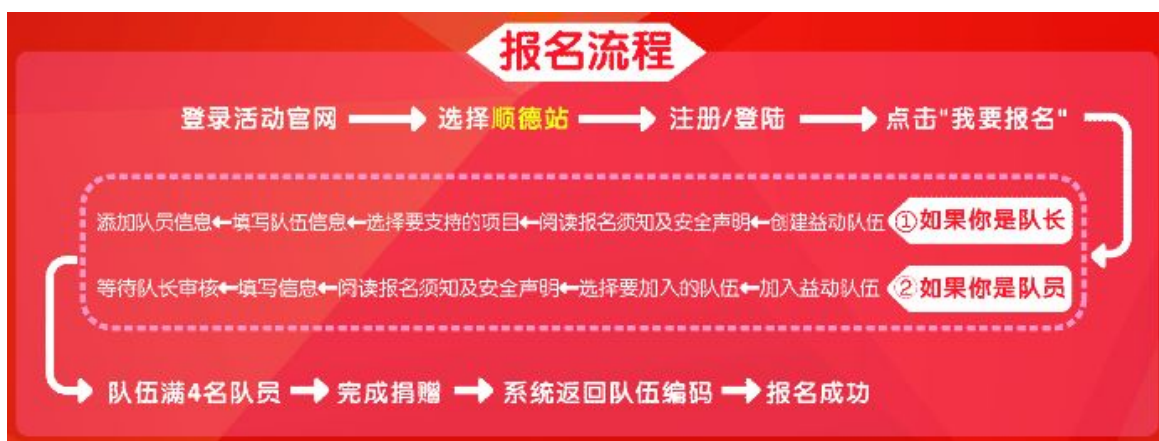 报名流程
登录活动官网 → 选择顺德站 → 注册/登陆 → 点击"我要报名"
添加队员信息←填写队伍信息←选择要支持的项目←阅读报名须知及安全声明←创建益动队伍 ①如果你是队长
等待队长审核←填写信息←阅读报名须知及安全声明←选择要加入的队伍←加入益动队伍 ②如果你是队员
队伍满4名队员 → 完成捐赠 → 系统返回队伍编码 → 报名成功